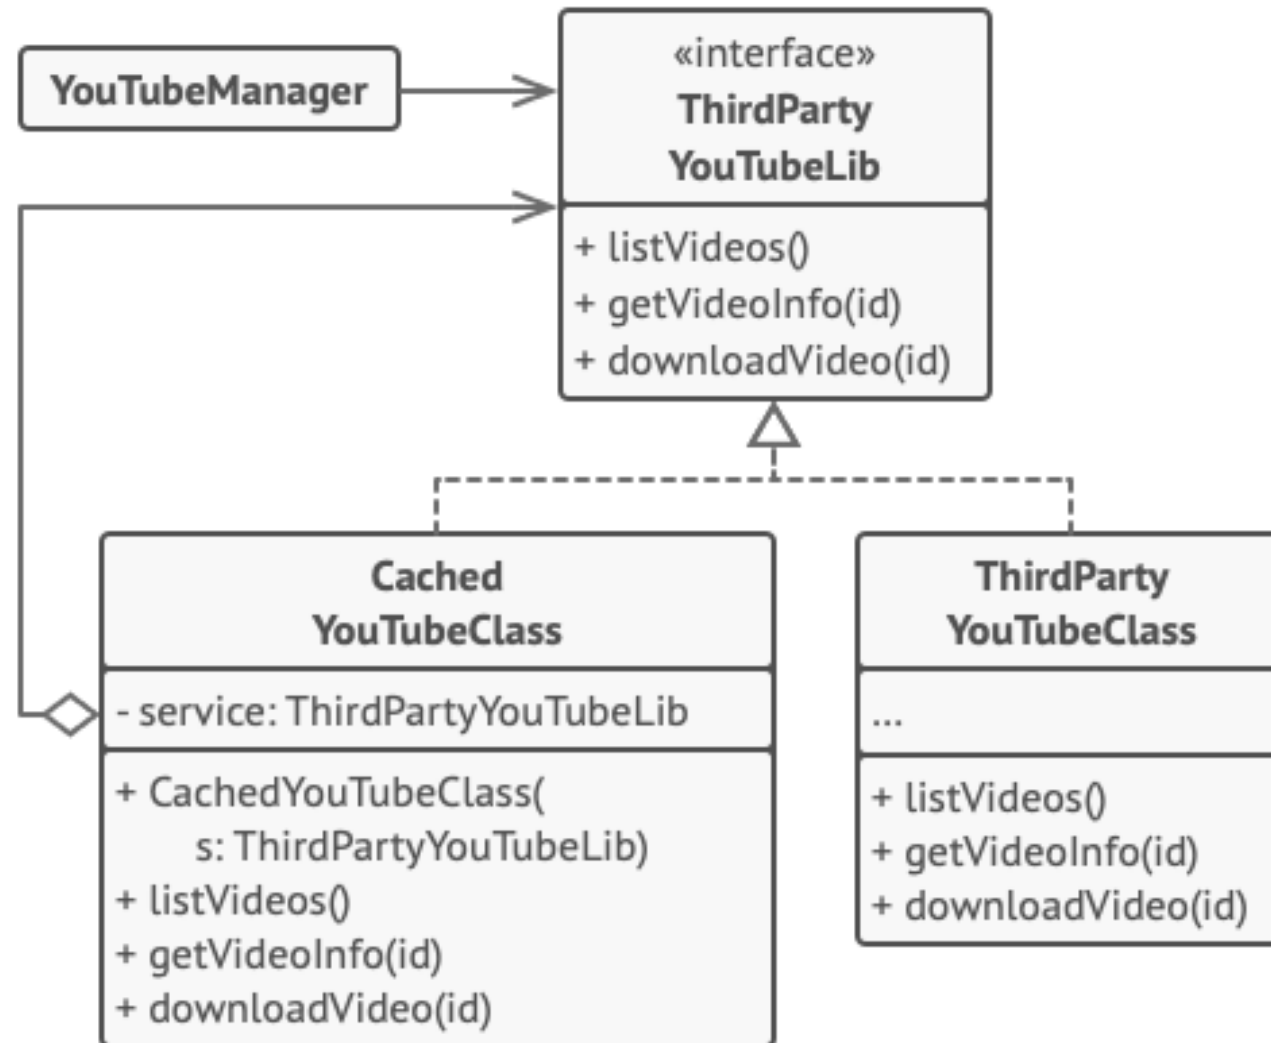 YouTubeManager
«interface»
ThirdParty
YouTubeLib
+ listVideos()
+ getVideoInfo(id)
+ downloadVideo(id)
Cached
YouTubeClass
- service: ThirdPartyYouTubeLib
+ CachedYouTubeClass(
s: ThirdPartyYouTubeLib)
+ listVideos()
+ getVideoInfo(id)
+ downloadVideo(id)
ThirdParty
YouTubeClass
...
+ listVideos()
+ getVideoInfo(id)
+ downloadVideo(id)